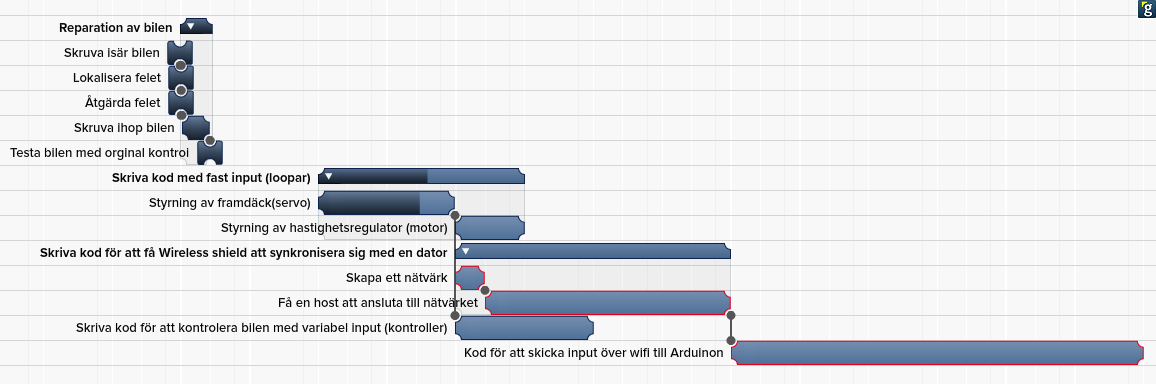 g
Reparation av bilen
Skruva isär bilen
Lokalisera felet
Åtgärda felet
Skruva ihop bilen
Testa bilen med orginal kontrol
Skriva kod med fast input (loopar)
Styrning av framdäck(servo)
Styrning av hastighetsregulator (motor)
Skriva kod för att få Wireless shield att synkronisera sig med en dator
Skapa ett nätvärk
Få en host att ansluta till nätvärket
Skriva kod för att kontrolera bilen med variabel input (kontroller)
Kod för att skicka input över wifi till Arduinon